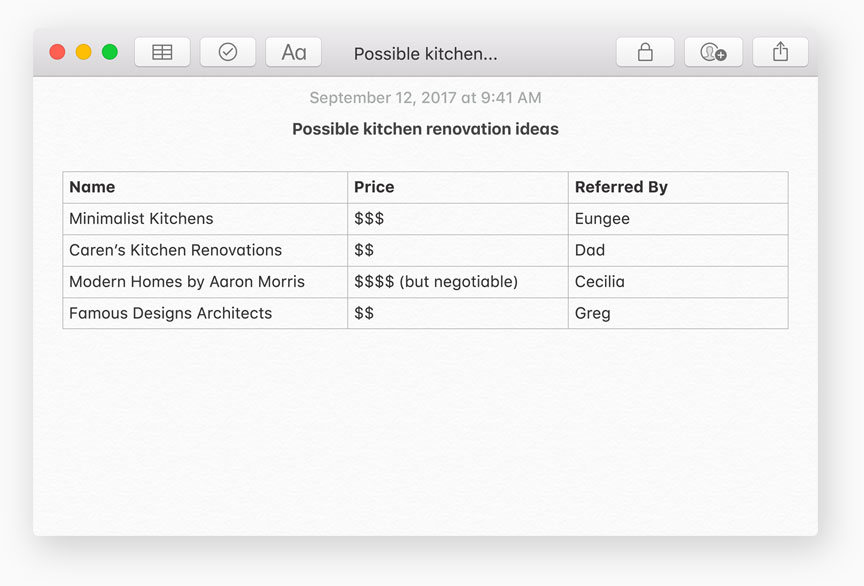 Aa Possible kitchen...
September 12, 2017 at 9:41 AM
Possible kitchen renovation ideas
Name Price Referred By
Minimalist Kitchens $$$ Eungee
Caren’s Kitchen Renovations $$ Dad
Modern Homes by Aaron Morris $$$$ (but negotiable) Cecilia
Famous Designs Architects $$ Greg